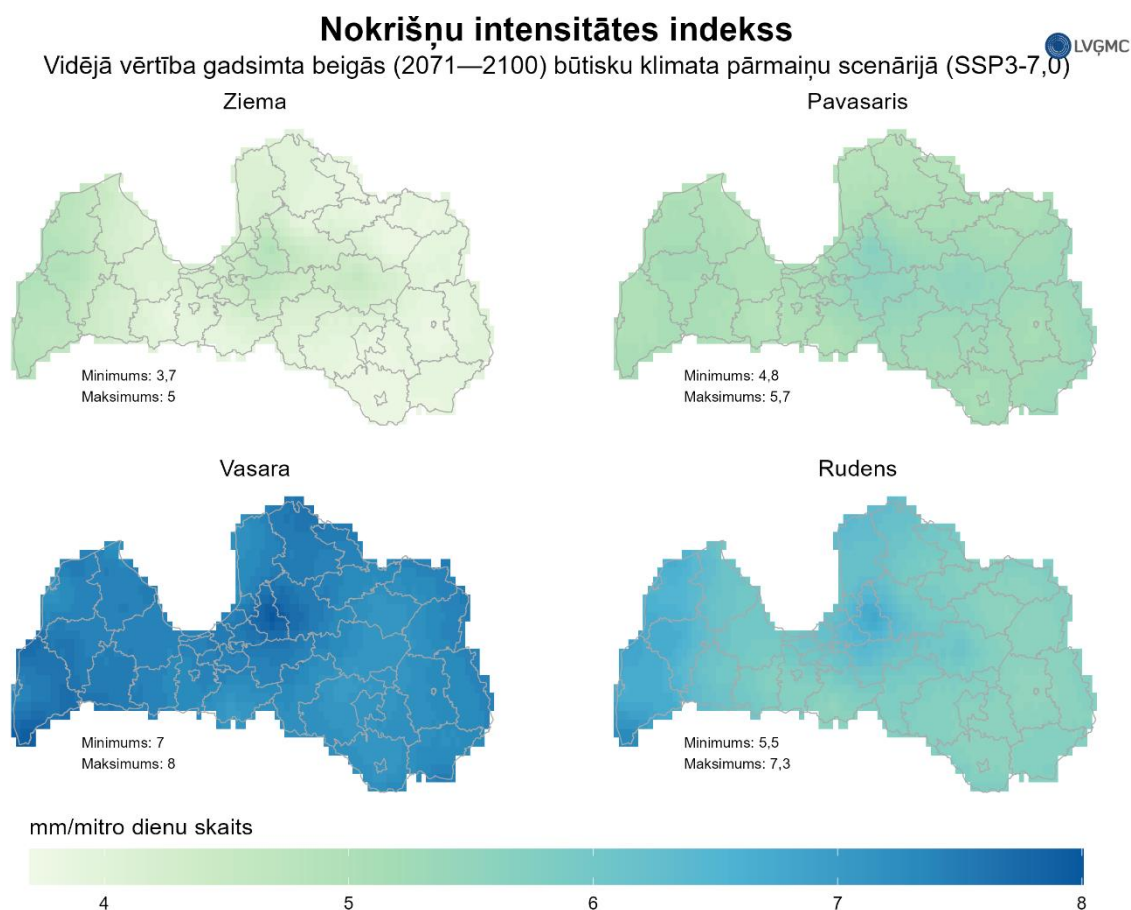 Nokrišņu intensitātes indekss
LVĢMC
Vidējā vērtība gadsimta beigās (2071—2100) būtisku klimata pārmaiņu scenārijā (SSP3-7,0)
Ziema
Pavasaris
Minimums: 3,7
Maksimums: 5
Minimums: 4,8
Maksimums: 5,7
Vasara
Rudens
Minimums: 7
Maksimums: 8
Minimums: 5,5
Maksimums: 7,3
mm/mitro dienu skaits
4 5 6 7 8